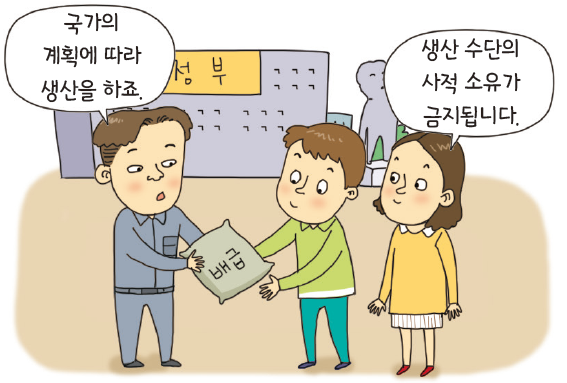 국가의
계획에 따라
생산을 하죠.
생산 수단의
사적 소유가
금지됩니다.
정부
배급